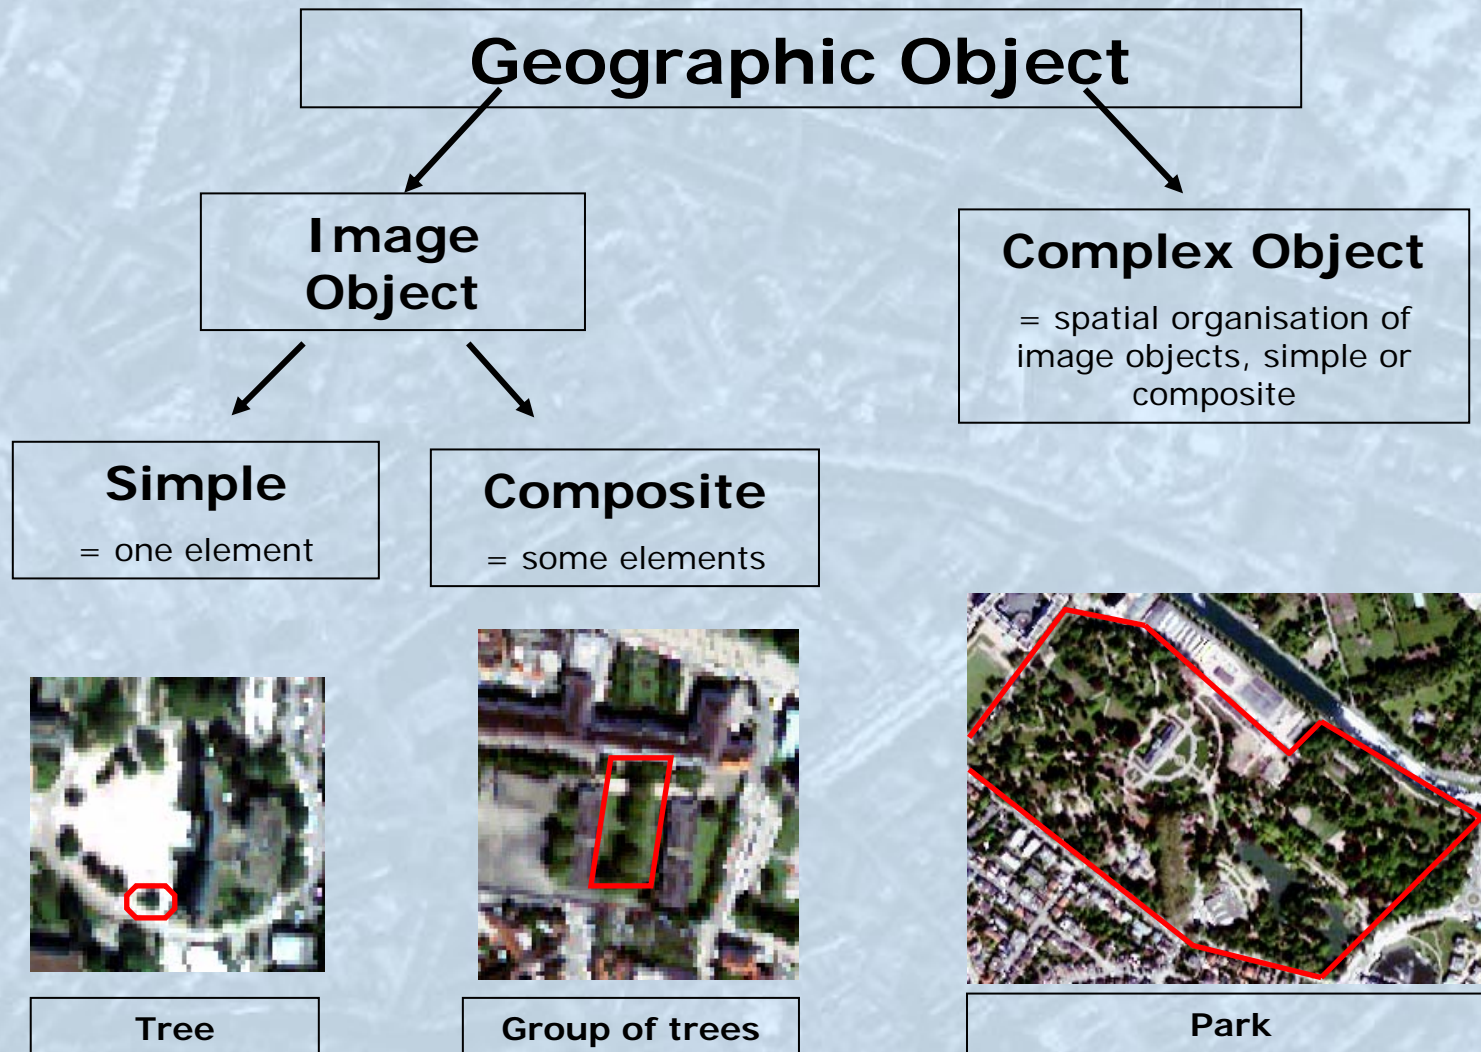 Geographic Object
Image
Object
Complex Object
= spatial organisation of
image objects, simple or
composite
Simple
= one element
Composite
= some elements
Tree
Group of trees
Park